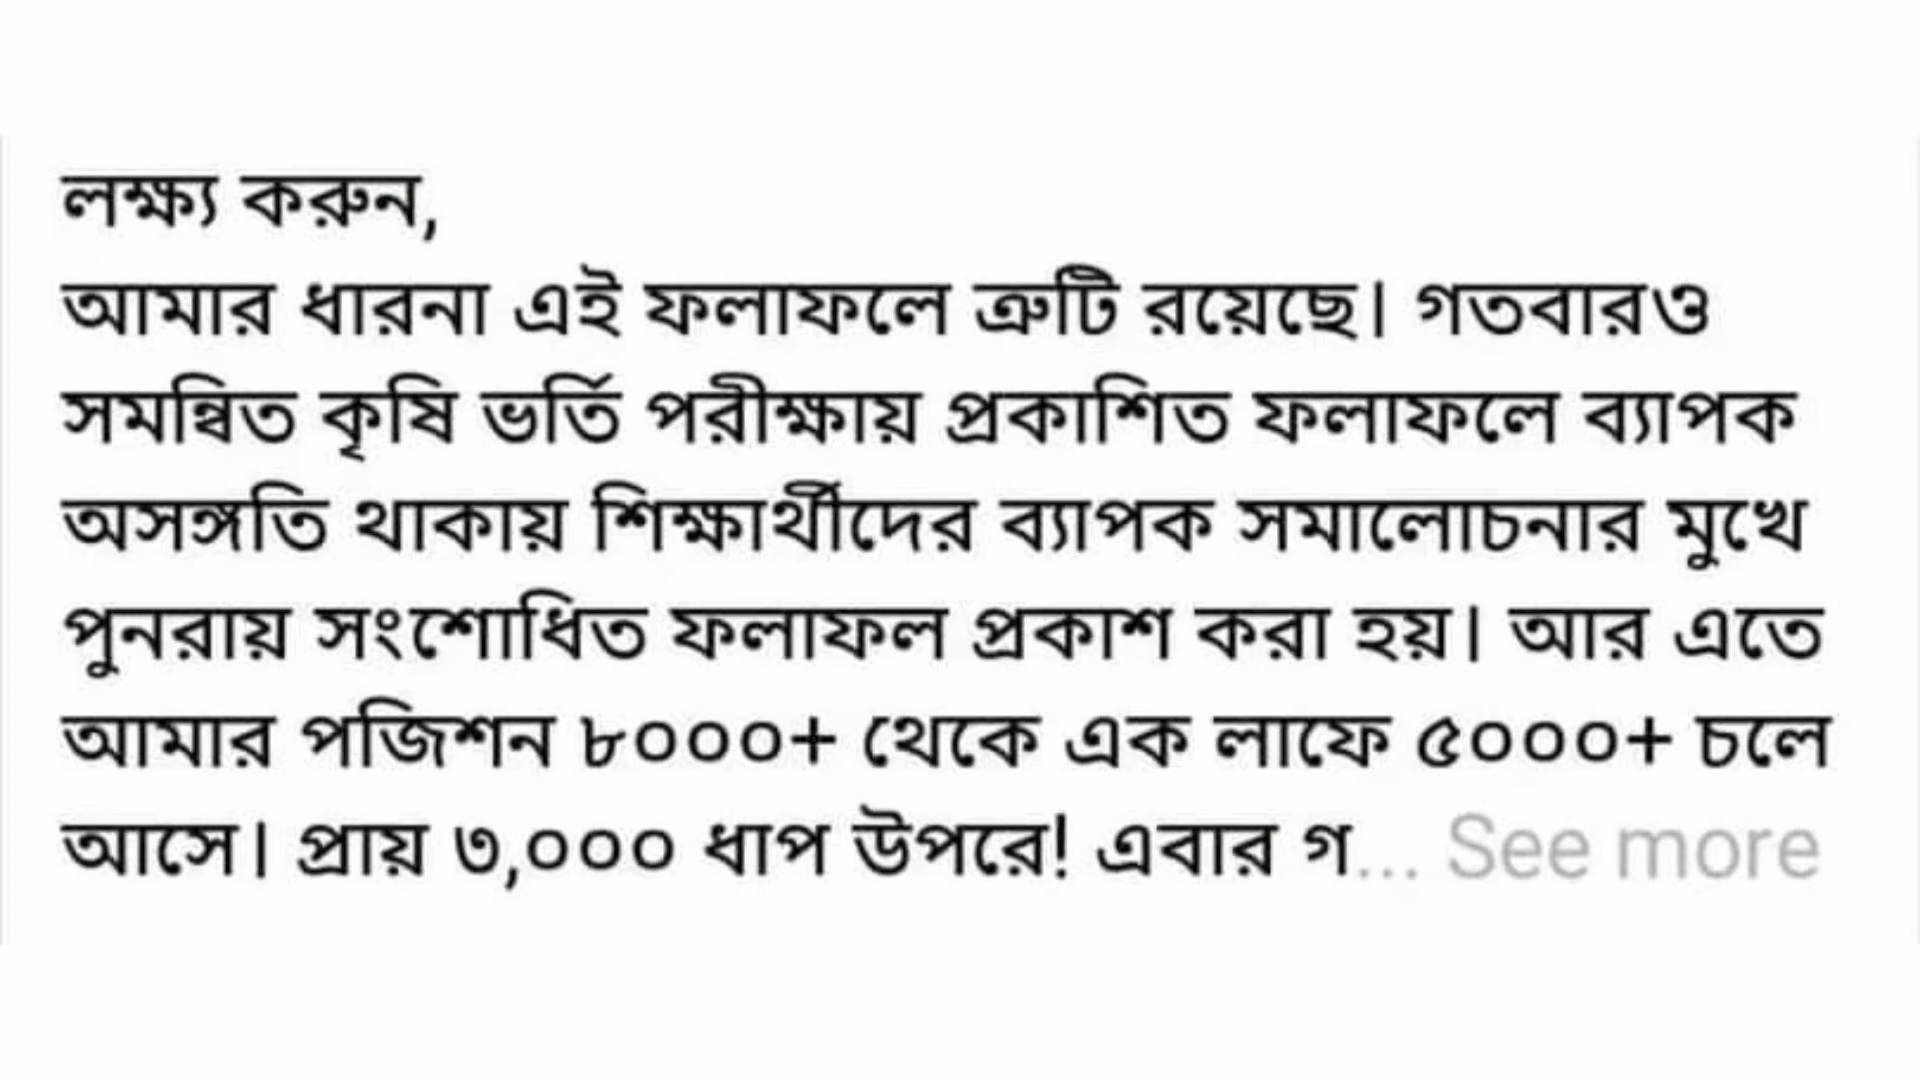 লক্ষ্য করুন,
আমার ধারনা এই ফলাফলে ত্রুটি রয়েছে। গতবারও
সমন্বিত কৃষি ভর্তি পরীক্ষায় প্রকাশিত ফলাফলে ব্যাপক
অসঙ্গতি থাকায় শিক্ষার্থীদের ব্যাপক সমালোচনার মুখে
পুনরায় সংশোধিত ফলাফল প্রকাশ করা হয়। আর এতে
আমার পজিশন ৮০০০+ থেকে এক লাফে ৫০০০+ চলে
আসে। প্রায় ৩,০০০ ধাপ উপরে! এবার গ... See more